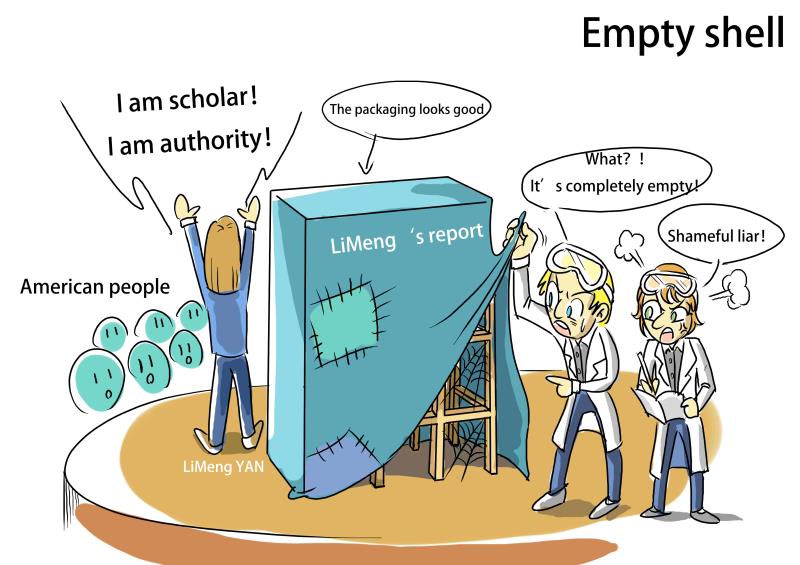 Empty shell
I am scholar!
I am authority!
The packaging looks good
What? !
It' s completely empty!
LiMeng 's report
Shameful liar!
American people
LiMeng YAN